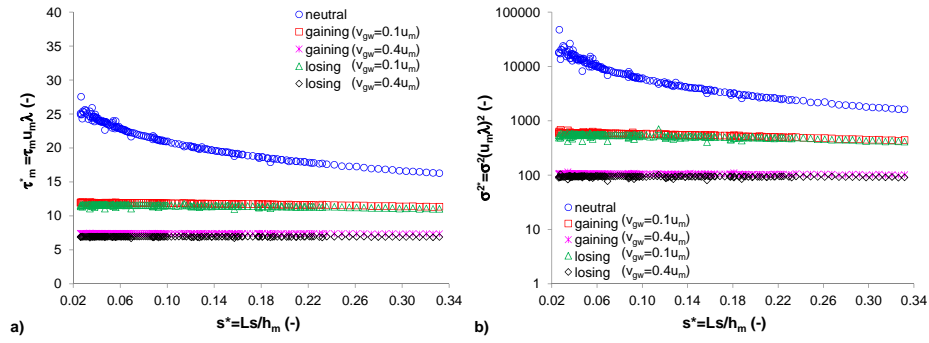 neutral
gaining (vgw=0.1um)
gaining (vgw=0.4um)
losing (vgw=0.1um)
losing (vgw=0.4um)
40
35
30
25
20
15
10
5
0
τ*m =τmumλ (-)
0.02 0.06 0.10 0.14 0.18 0.22 0.26 0.30 0.34
s*=Ls/hm (-)
a)
100000
10000
1000
100
10
1
σ2*=σ2(umλ)2 (-)
neutral
gaining (vgw=0.1um)
gaining (vgw=0.4um)
losing (vgw=0.1um)
losing (vgw=0.4um)
0.02 0.06 0.10 0.14 0.18 0.22 0.26 0.30 0.34
s*=Ls/hm (-)
b)